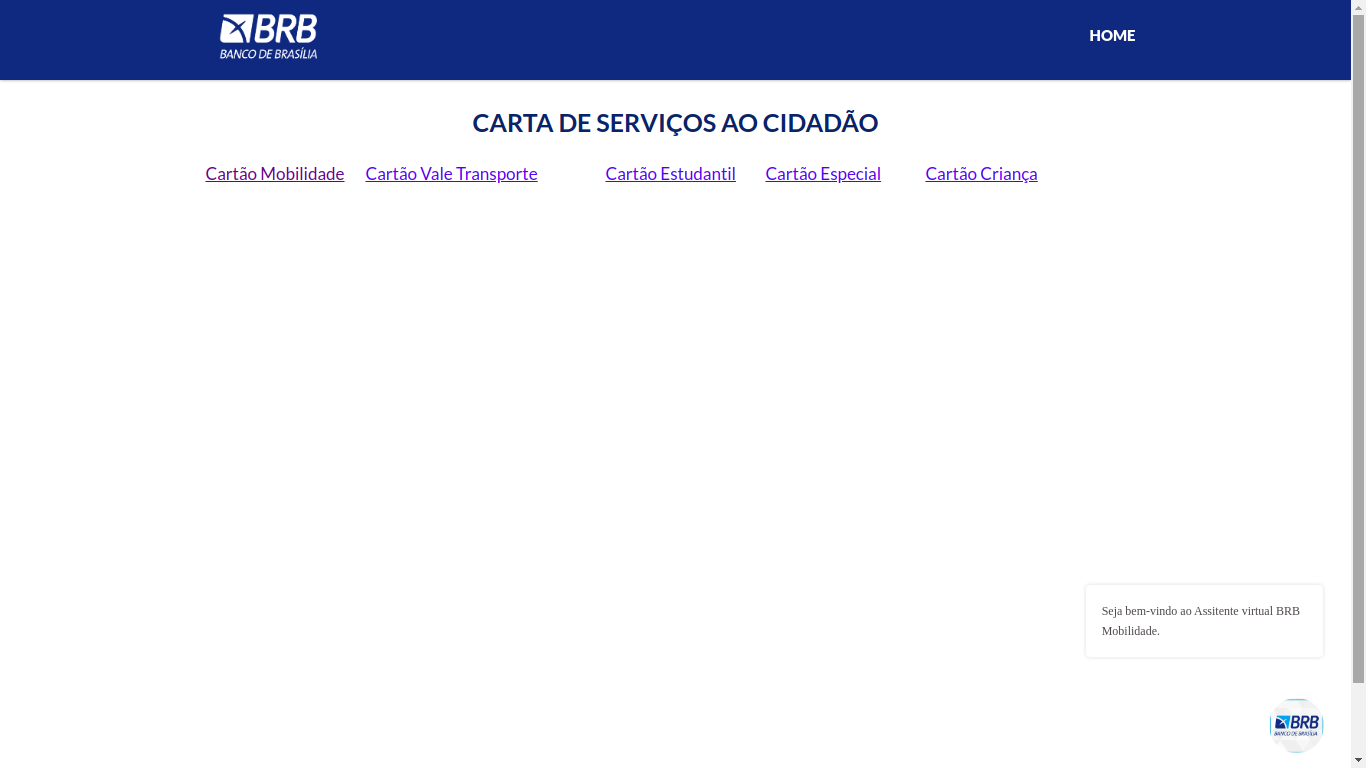 BRB
BANCO DE BRASÍLIA
HOME
CARTA DE SERVIÇOS AO CIDADÃO
Cartão Mobilidade Cartão Vale Transporte Cartão Estudantil Cartão Especial Cartão Criança
Seja bem-vindo ao Assitente virtual BRB
Mobilidade.
BRB
BANCO DE BRASÍLIA